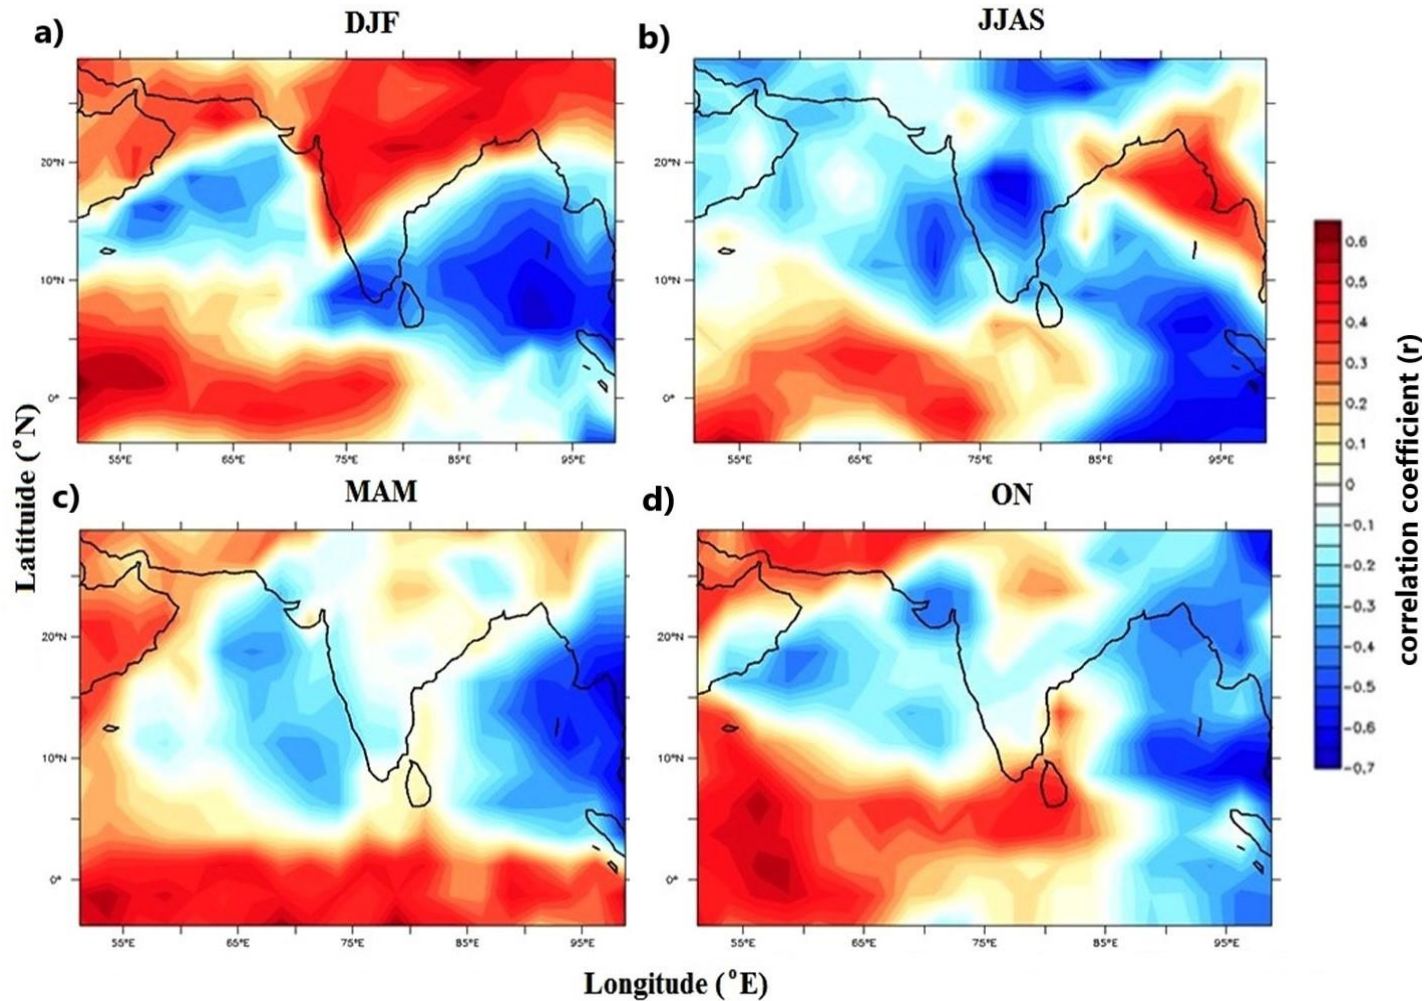 a) DJF
20°N
10°N
0°
55°E 65°E 75°E 85°E 95°E
b) JJAS
20°N
10°N
0°
55°E 65°E 75°E 85°E 95°E
c) MAM
20°N
10°N
0°
55°E 65°E 75°E 85°E 95°E
d) ON
20°N
10°N
0°
55°E 65°E 75°E 85°E 95°E
Latituide (°N)
Longitude (°E)
0.6
0.5
0.4
0.3
0.2
0.1
0
-0.1
-0.2
-0.3
-0.4
-0.5
-0.6
-0.7
correlation coefficient (r)